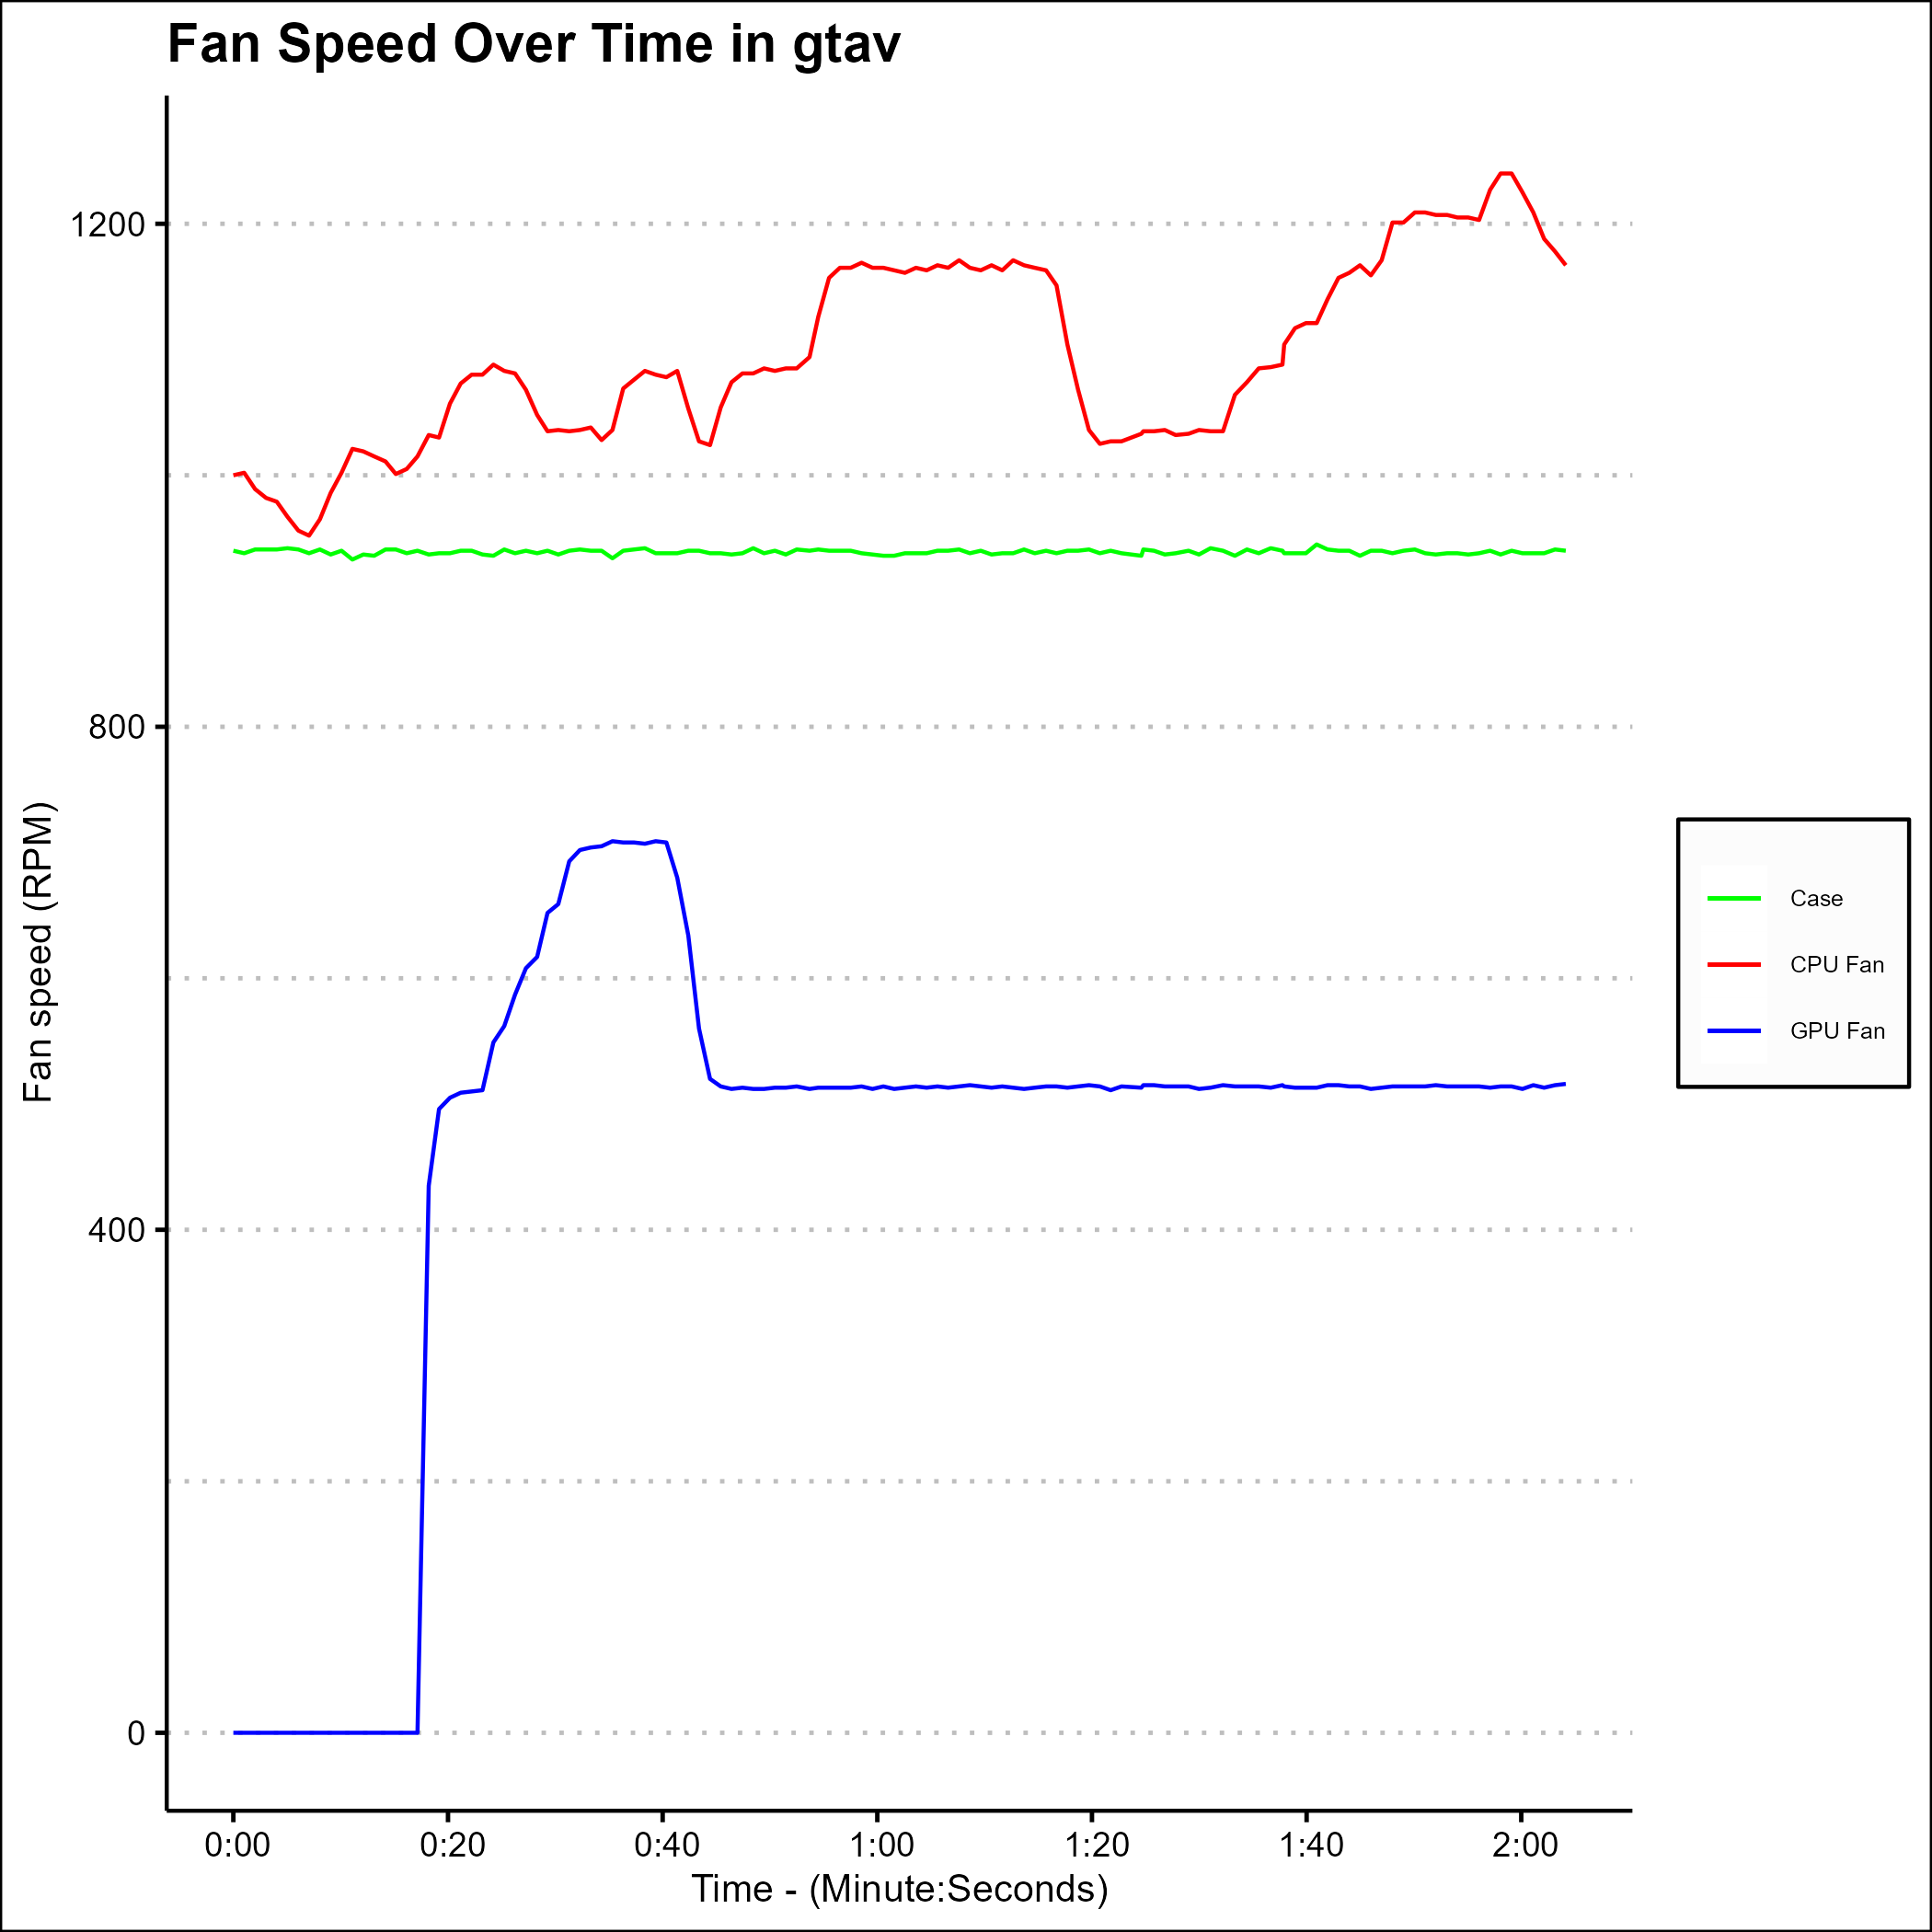 Fan Speed Over Time in gtav
1200
800
400
0
Fan speed (RPM)
0:00 0:20 0:40 1:00 1:20 1:40 2:00
Time - (Minute:Seconds)
Case
CPU Fan
GPU Fan